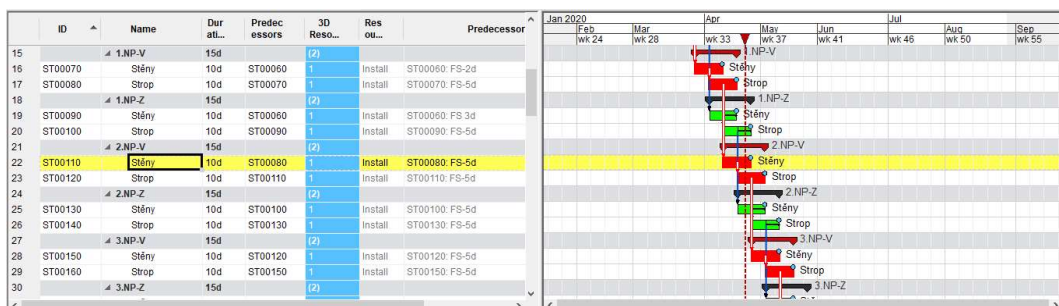 ID Name Dur ati... Predec essors 3D Reso... Res ou... Predecessor
15 1.NP-V 15d (2)
16 ST00070 Stěny 10d ST00060 1 Install ST00060: FS-2d
17 ST00080 Strop 10d ST00070 1 Install ST00070: FS-5d
18 1.NP-Z 15d (2)
19 ST00090 Stěny 10d ST00060 1 Install ST00060: FS 3d
20 ST00100 Strop 10d ST00090 1 Install ST00090: FS-5d
21 2.NP-V 15d (2)
22 ST00110 Stěny 10d ST00080 1 Install ST00080: FS-5d
23 ST00120 Strop 10d ST00110 1 Install ST00110: FS-5d
24 2.NP-Z 15d (2)
25 ST00130 Stěny 10d ST00100 1 Install ST00100: FS-5d
26 ST00140 Strop 10d ST00130 1 Install ST00130: FS-5d
27 3.NP-V 15d (2)
28 ST00150 Stěny 10d ST00120 1 Install ST00120: FS-5d
29 ST00160 Strop 10d ST00150 1 Install ST00150: FS-5d
30 3.NP-Z 15d (2)
Jan 2020 Apr Jul
Feb Mar May Jun Aug Sep
wk 24 wk 28 wk 33 wk 37 wk 41 wk 46 wk 50 wk 55
1.NP-V
Stěny
Strop
1.NP-Z
Stěny
Strop
2.NP-V
Stěny
Strop
2.NP-Z
Stěny
Strop
3.NP-V
Stěny
Strop
3.NP-Z